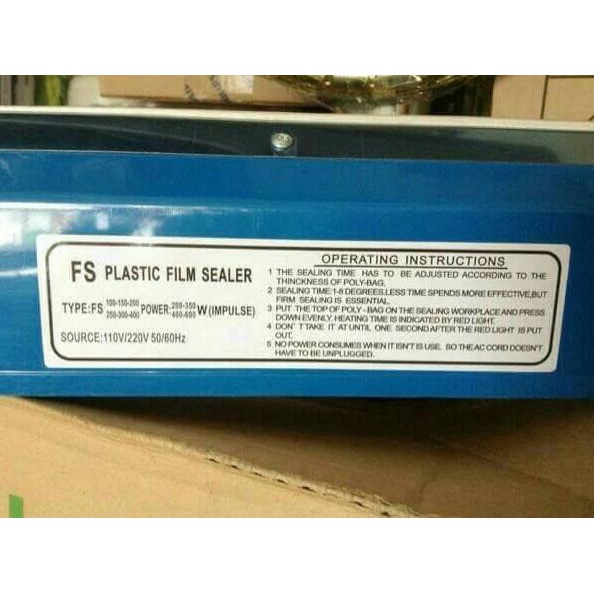 FS PLASTIC FILM SEALER
TYPE:FS 100-150-200 250-300-400 POWER:200-350 400-600 W(IMPULSE)
SOURCE:110V/220V 50/60Hz
OPERATING INSTRUCTIONS
1 THE SEALING TIME HAS TO BE ADJUSTED ACCORDING TO THE
THINCKNESS OF POLY-BAG.
2 SEALING TIME:1-8 DEGREES.LESS TIME SPENDS MORE EFFECTIVE,BUT
FIRM SEALING IS ESSENTIAL.
3 PUT THE TOP OF POLY - BAG ON THE SEALING WORKPLACE AND PRESS
DOWN EVENLY. HEATING TIME IS INDICATED BY RED LIGHT.
4 DON'T TAKE IT AT UNTIL ONE SECOND AFTER THE RED LIGHT IS PUT
OUT.
5 NO POWER CONSUMES WHEN IT ISN'T IS USE. SO THE AC CORD DOESN'T
HAVE TO BE UNPLUGGED.